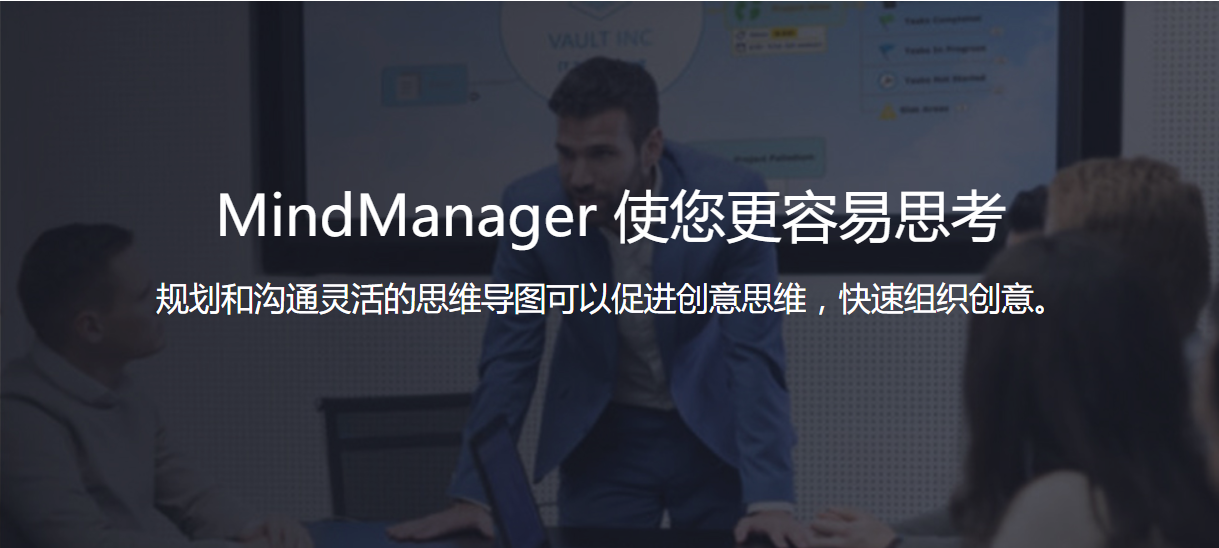 VAULT INC
Tasks Completed
Tasks In Progress
Tasks Not Started
Risk Areas
Project Palladium
MindManager 使您更容易思考
规划和沟通灵活的思维导图可以促进创意思维，快速组织创意。